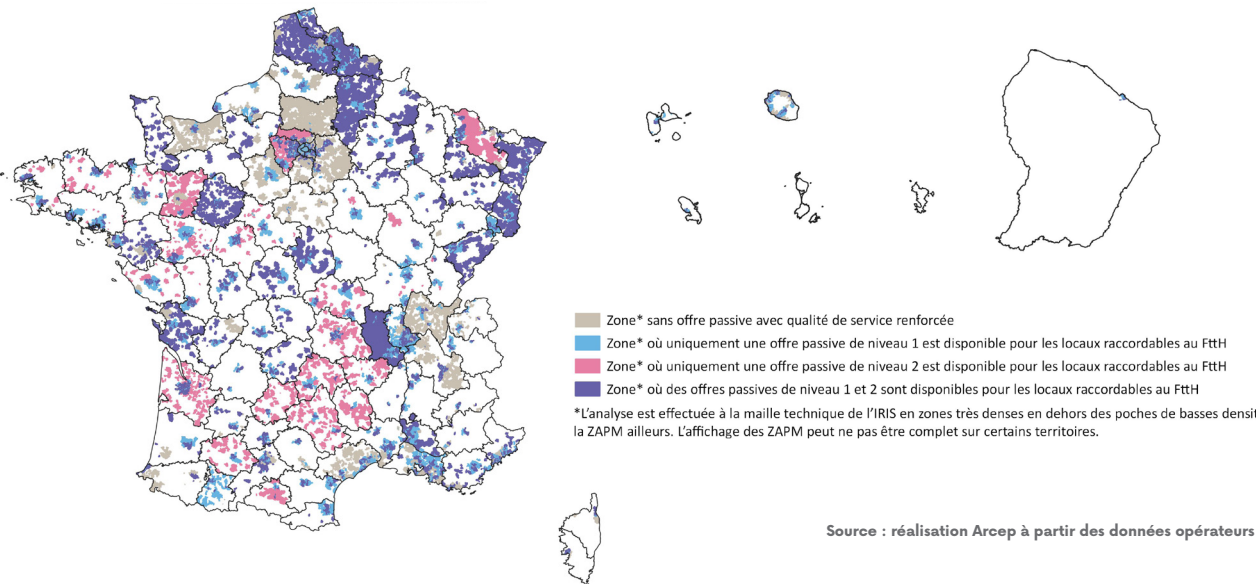 Zone* sans offre passive avec qualité de service renforcée
Zone* où uniquement une offre passive de niveau 1 est disponible pour les locaux raccordables au FttH
Zone* où uniquement une offre passive de niveau 2 est disponible pour les locaux raccordables au FttH
Zone* où des offres passives de niveau 1 et 2 sont disponibles pour les locaux raccordables au FttH
*L'analyse est effectuée à la maille technique de l'IRIS en zones très denses en dehors des poches de basses densit
la ZAPM ailleurs. L'affichage des ZAPM peut ne pas être complet sur certains territoires.
Source : réalisation Arcep à partir des données opérateurs